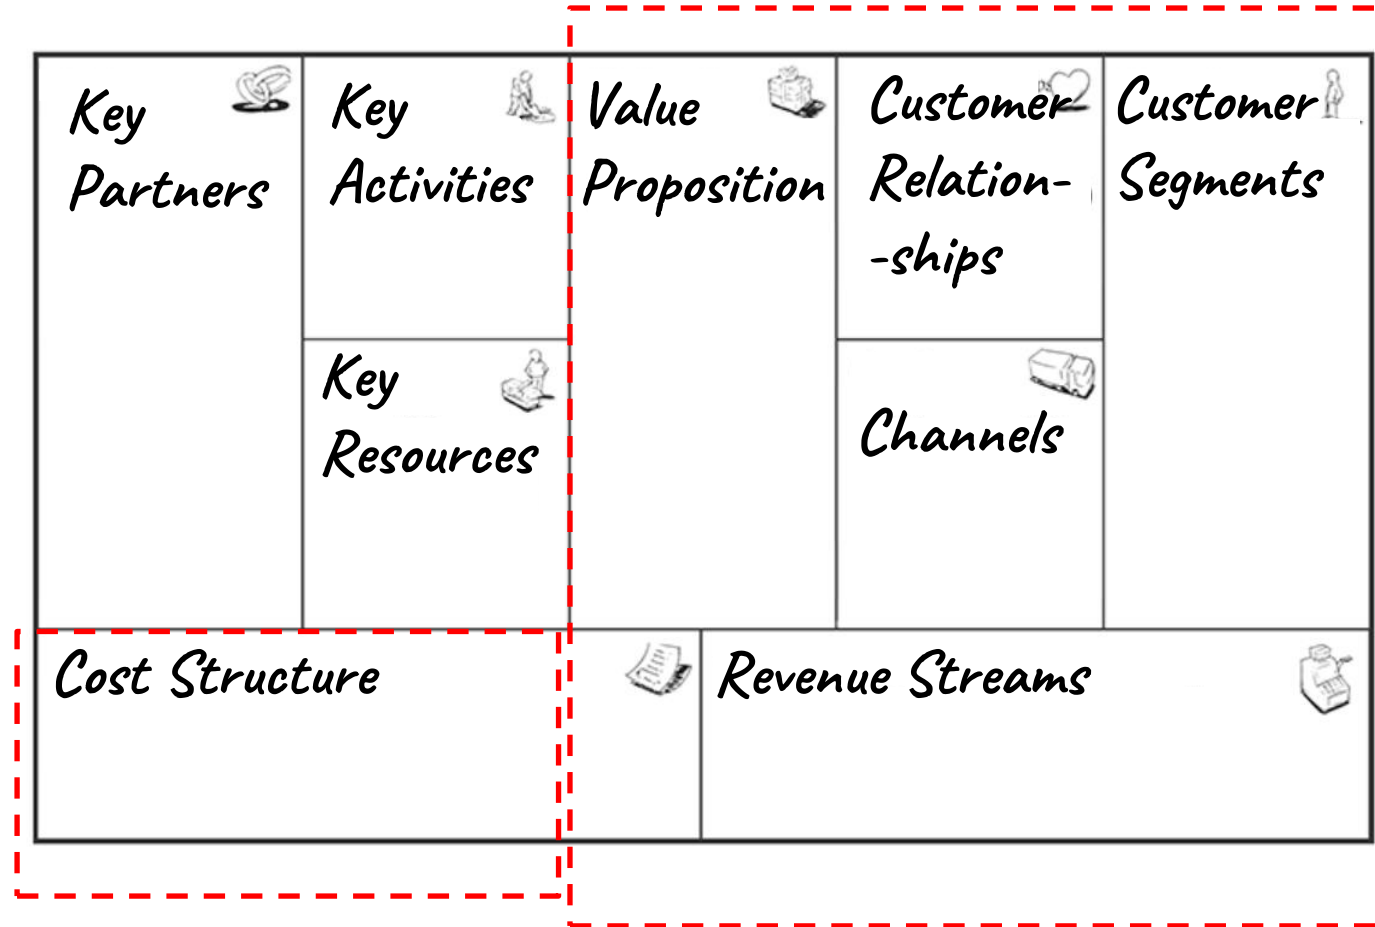 Key
Partners
Key
Activities
Key
Resources
Value
Proposition
Customer
Relation-
-ships
Channels
Customer
Segments
Cost Structure
Revenue Streams